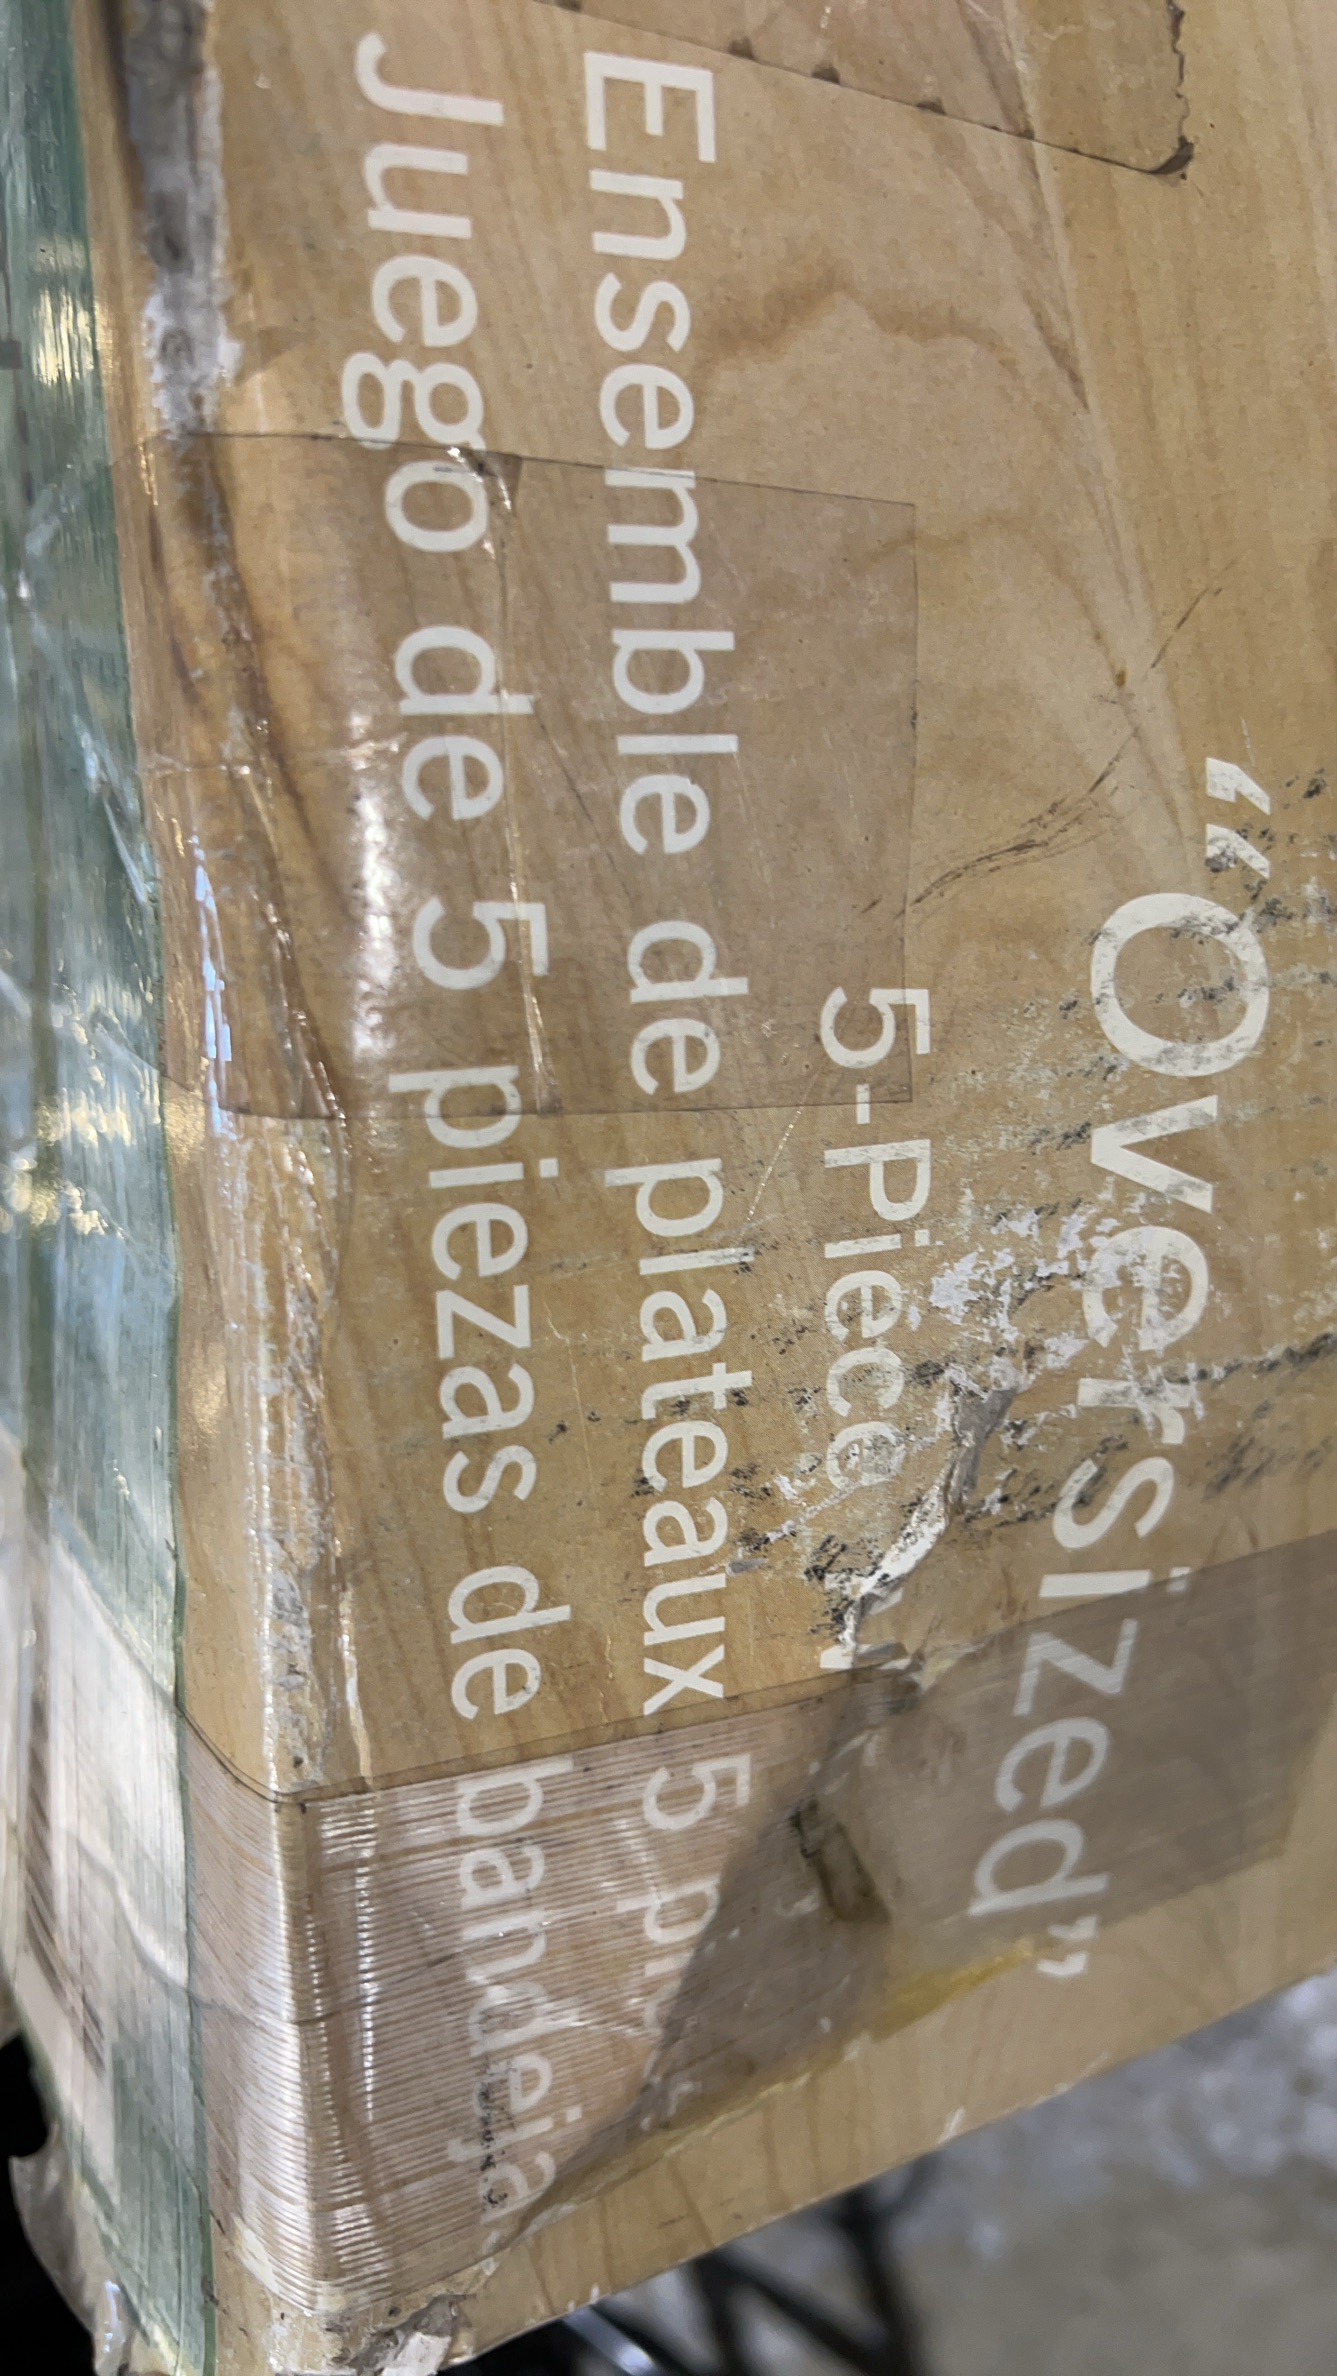 “Oversized”
5-Piece
Ensemble de plateaux 5
Juego de 5 piezas de bandeja